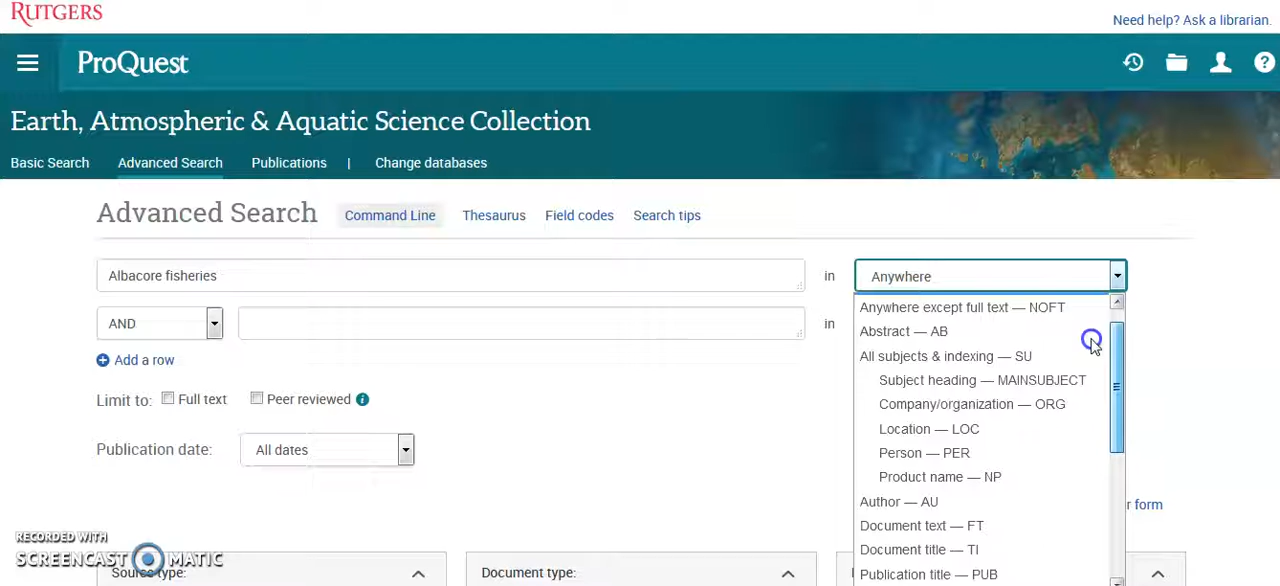 RUTGERS
Need help? Ask a librarian.
ProQuest
Earth, Atmospheric & Aquatic Science Collection
Basic Search Advanced Search Publications | Change databases
Advanced Search Command Line Thesaurus Field codes Search tips
Albacore fisheries in Anywhere
AND in
Anywhere except full text — NOFT
Abstract — AB
All subjects & indexing — SU
Subject heading — MAINSUBJECT
Company/organization — ORG
Location — LOC
Person — PER
Product name — NP
Author — AU
Document text — FT
Document title — TI
Publication title — PUB
Add a row
Limit to: Full text Peer reviewed i
Publication date: All dates
form
RECORDED WITH
SCREENCAST MATIC
Source type: Document type: